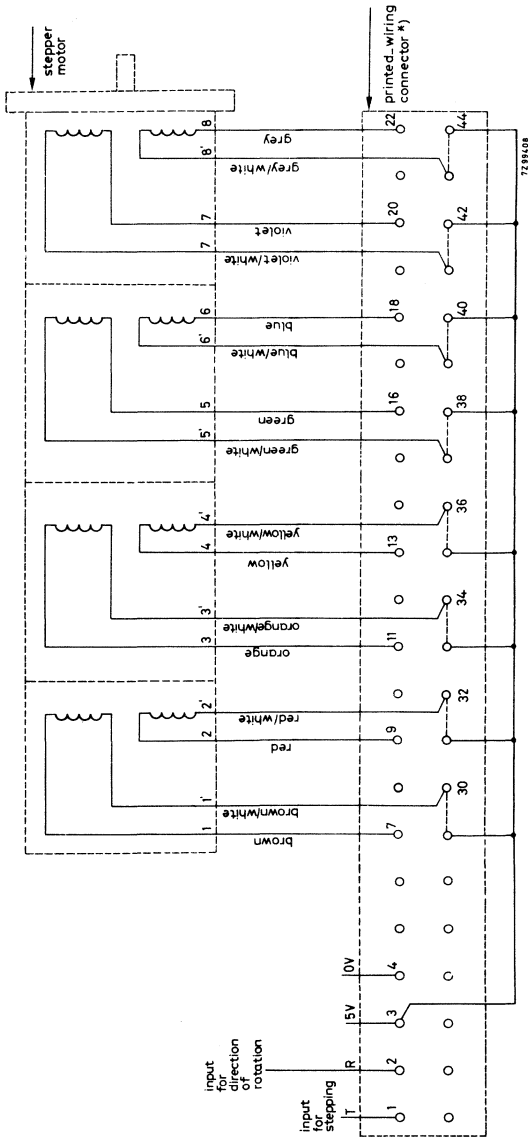 stepper
motor
printed_wiring
connector *)
8
grey
8'
grey/white
7
violet
7
violet/white
6
blue
6'
blue/white
5
green
5'
green/white
4'
yellow/white
4
yellow
3'
orange/white
3
orange
2'
red/white
2
red
1'
brown/white
1
brown
22
20
18
16
13
11
9
7
4
3
2
1
44
42
40
38
36
34
32
30
0V
5V
R
T
input
for
direction
of
rotation
input
for
stepping
7Z99408